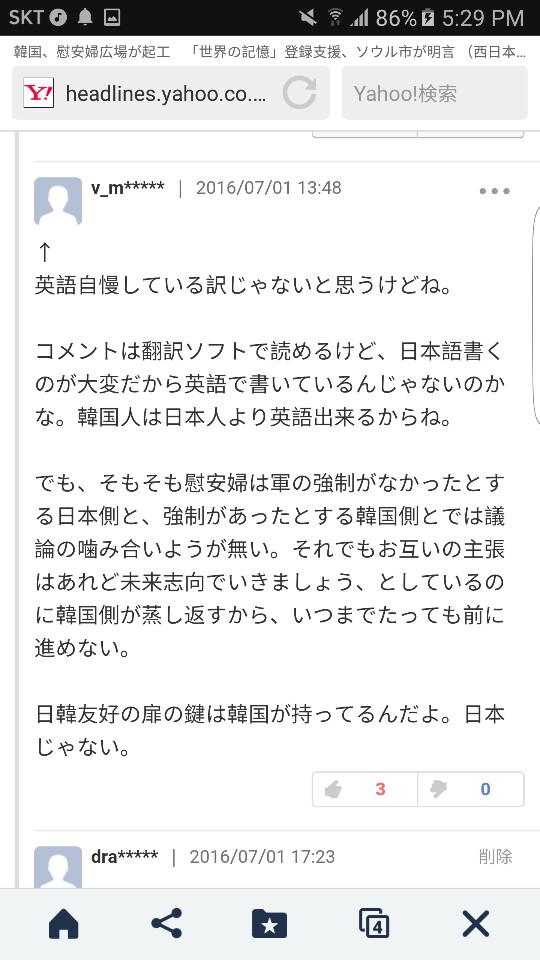 SKT 86% 5:29 PM
韓国、慰安婦広場が起工 「世界の記憶」登録支援、ソウル市が明言 （西日本…
Y! headlines.yahoo.co.... Yahoo!検索
v_m***** | 2016/07/01 13:48
↑
英語自慢している訳じゃないと思うけどね。
コメントは翻訳ソフトで読めるけど、日本語書く
のが大変だから英語で書いているんじゃないのか
な。韓国人は日本人より英語出来るからね。
でも、そもそも慰安婦は軍の強制がなかったとす
る日本側と、強制があったとする韓国側とでは議
論の噛み合いようが無い。それでもお互いの主張
はあれど未来志向でいきましょう、としているの
に韓国側が蒸し返すから、いつまでたっても前に
進めない。
日韓友好の扉の鍵は韓国が持ってるんだよ。日本
じゃない。
3 0
dra***** | 2016/07/01 17:23 削除
4